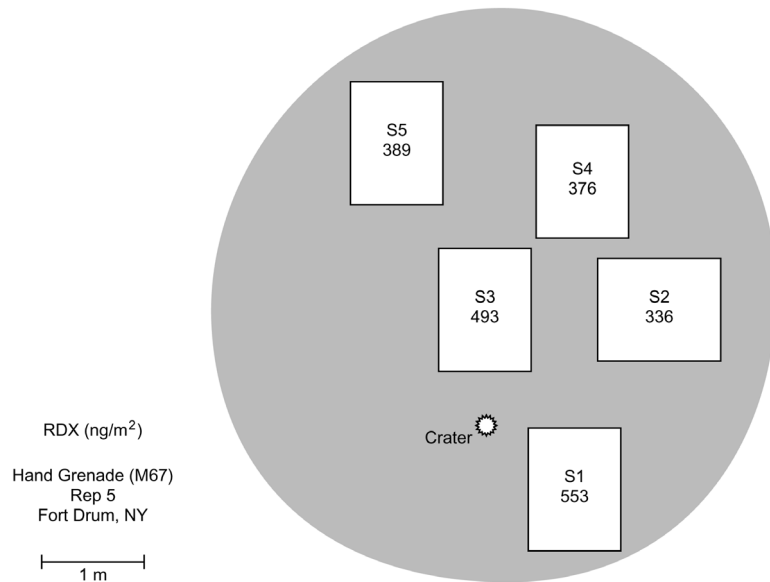 S5
389
S4
376
S3
493
S2
336
Crater
S1
553
RDX (ng/m²)
Hand Grenade (M67)
Rep 5
Fort Drum, NY
1 m